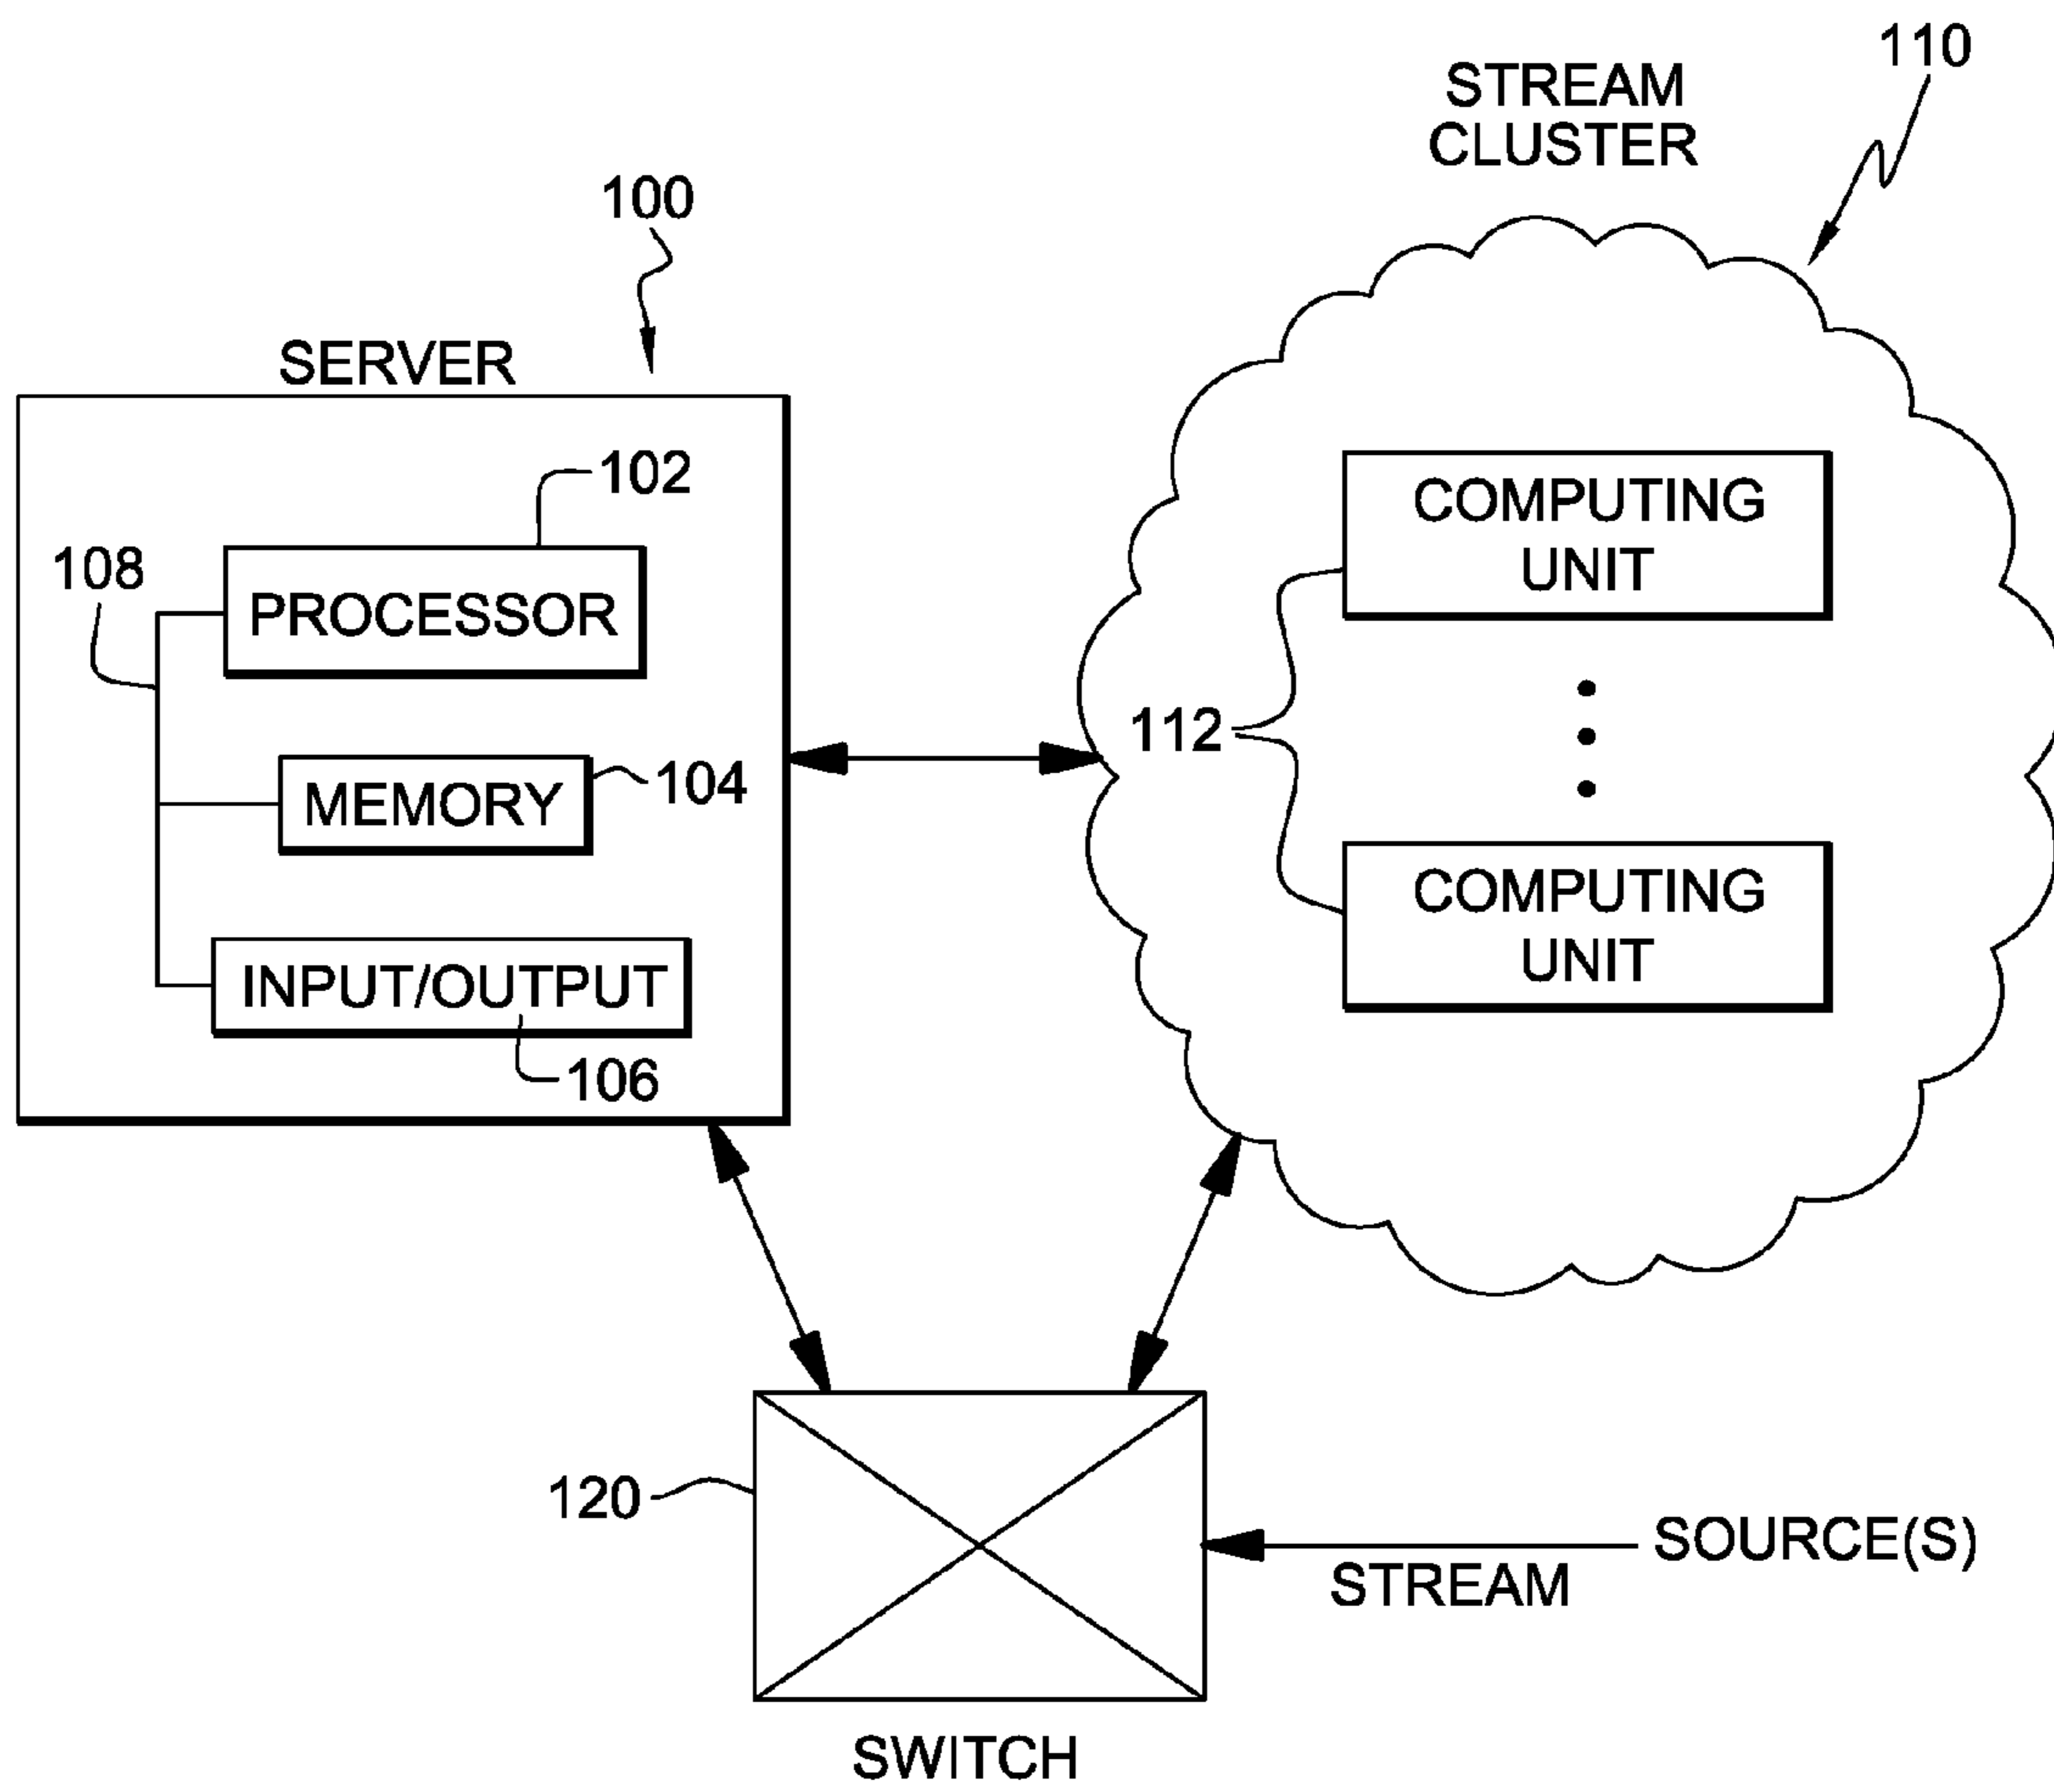 110
STREAM
CLUSTER
100
SERVER
102
108
PROCESSOR
COMPUTING
UNIT
112
104
MEMORY
COMPUTING
UNIT
INPUT/OUTPUT
106
120
SOURCE(S)
STREAM
SWITCH